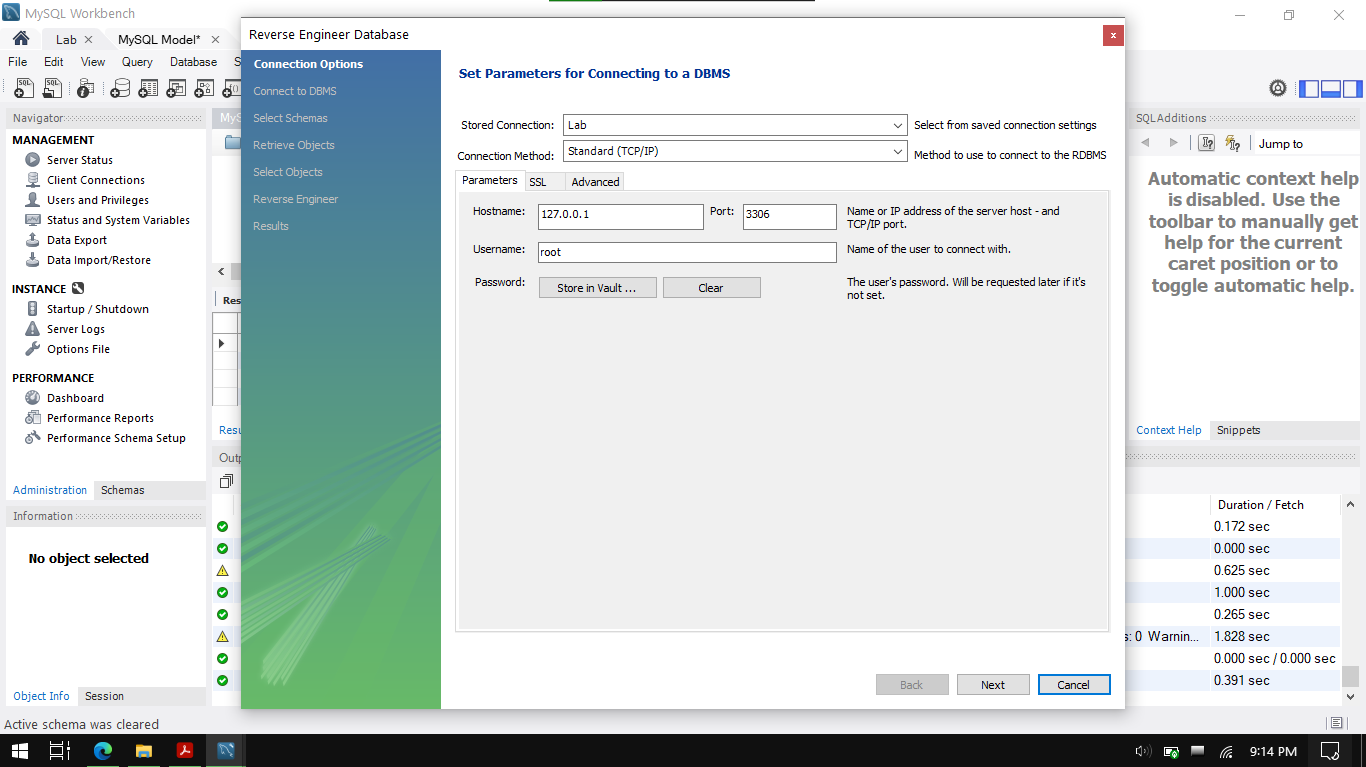 MySQL Workbench
Lab
MySQL Model*
File Edit View Query Database S
Navigator
MANAGEMENT
Server Status
Client Connections
Users and Privileges
Status and System Variables
Data Export
Data Import/Restore
INSTANCE
Startup / Shutdown
Server Logs
Options File
PERFORMANCE
Dashboard
Performance Reports
Performance Schema Setup
Administration Schemas
Information
No object selected
Object Info Session
Active schema was cleared
MyS
Res
Resu
Outp
Reverse Engineer Database
x
Connection Options
Connect to DBMS
Select Schemas
Retrieve Objects
Select Objects
Reverse Engineer
Results
Set Parameters for Connecting to a DBMS
Stored Connection: Lab Select from saved connection settings
Connection Method: Standard (TCP/IP) Method to use to connect to the RDBMS
Parameters SSL Advanced
Hostname: 127.0.0.1 Port: 3306 Name or IP address of the server host - and
TCP/IP port.
Username: root Name of the user to connect with.
Password: Store in Vault ... Clear The user's password. Will be requested later if it's
not set.
Back Next Cancel
SQLAdditions
Jump to
Automatic context help
is disabled. Use the
toolbar to manually get
help for the current
caret position or to
toggle automatic help.
Context Help Snippets
Duration / Fetch
0.172 sec
0.000 sec
0.625 sec
1.000 sec
0.265 sec
s: 0 Warnin... 1.828 sec
0.000 sec / 0.000 sec
0.391 sec
9:14 PM